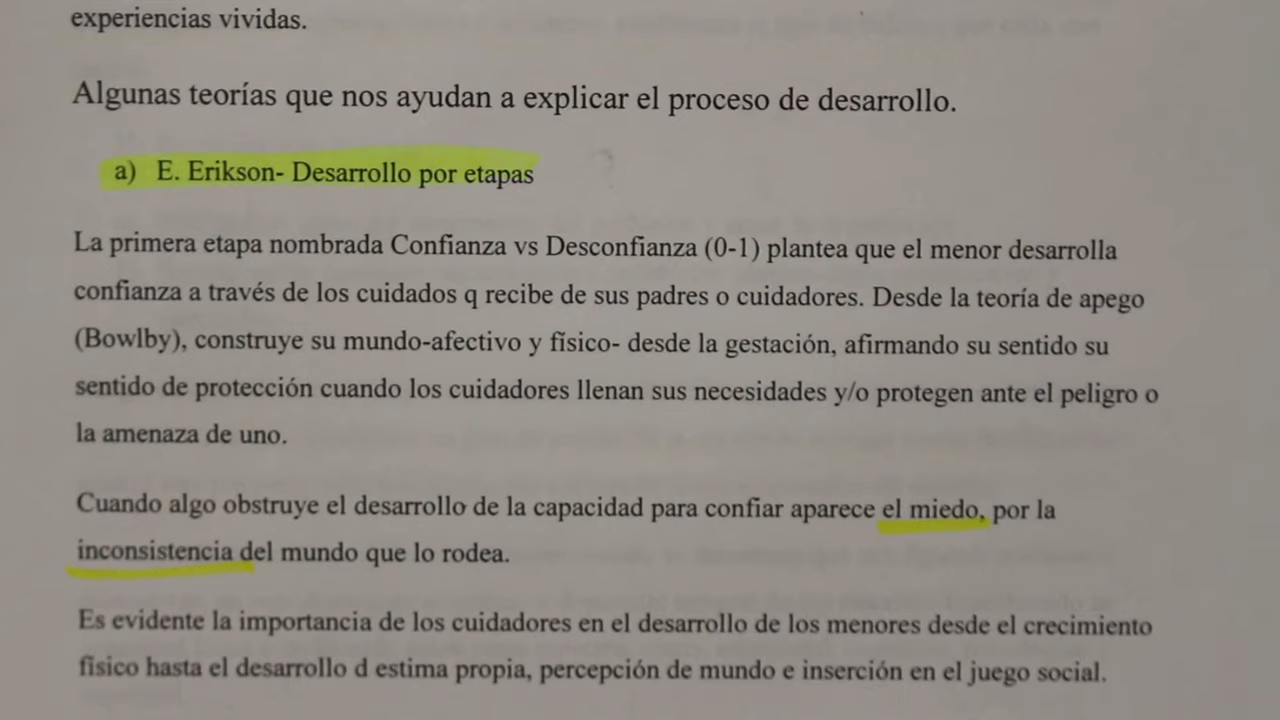 experiencias vividas.
Algunas teorías que nos ayudan a explicar el proceso de desarrollo.
a) E. Erikson- Desarrollo por etapas
La primera etapa nombrada Confianza vs Desconfianza (0-1) plantea que el menor desarrolla
confianza a través de los cuidados q recibe de sus padres o cuidadores. Desde la teoría de apego
(Bowlby), construye su mundo-afectivo y físico- desde la gestación, afirmando su sentido su
sentido de protección cuando los cuidadores llenan sus necesidades y/o protegen ante el peligro o
la amenaza de uno.
Cuando algo obstruye el desarrollo de la capacidad para confiar aparece el miedo, por la
inconsistencia del mundo que lo rodea.
Es evidente la importancia de los cuidadores en el desarrollo de los menores desde el crecimiento
físico hasta el desarrollo d estima propia, percepción de mundo e inserción en el juego social.